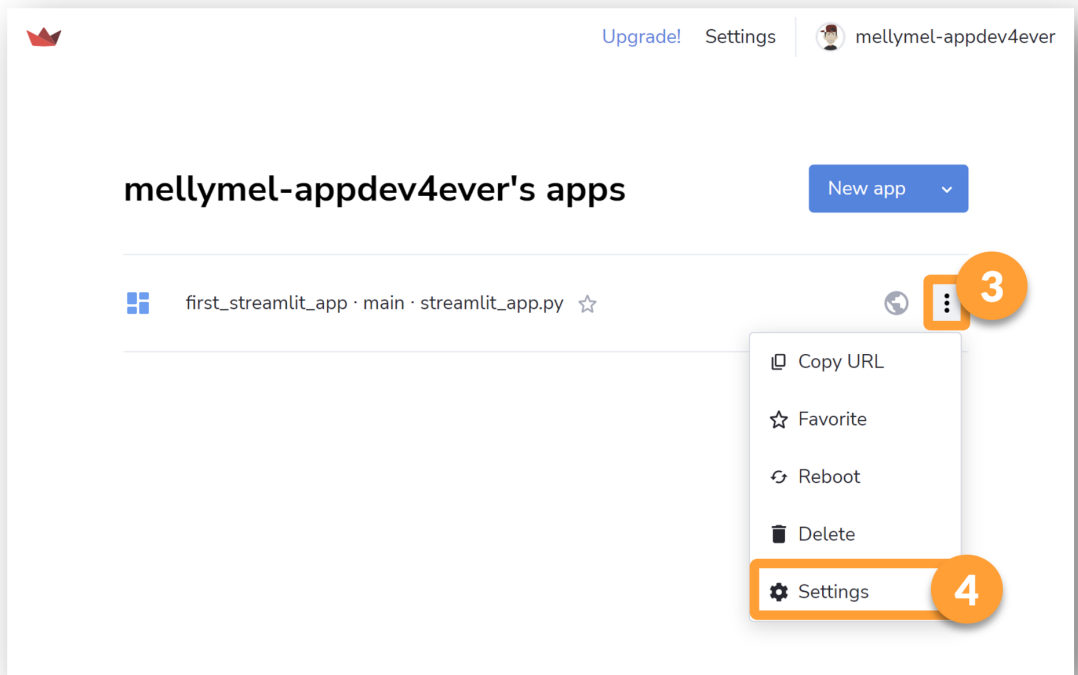 Upgrade! Settings mellymel-appdev4ever
mellymel-appdev4ever's apps New app
3
first_streamlit_app · main · streamlit_app.py
Copy URL
Favorite
Reboot
Delete
Settings 4